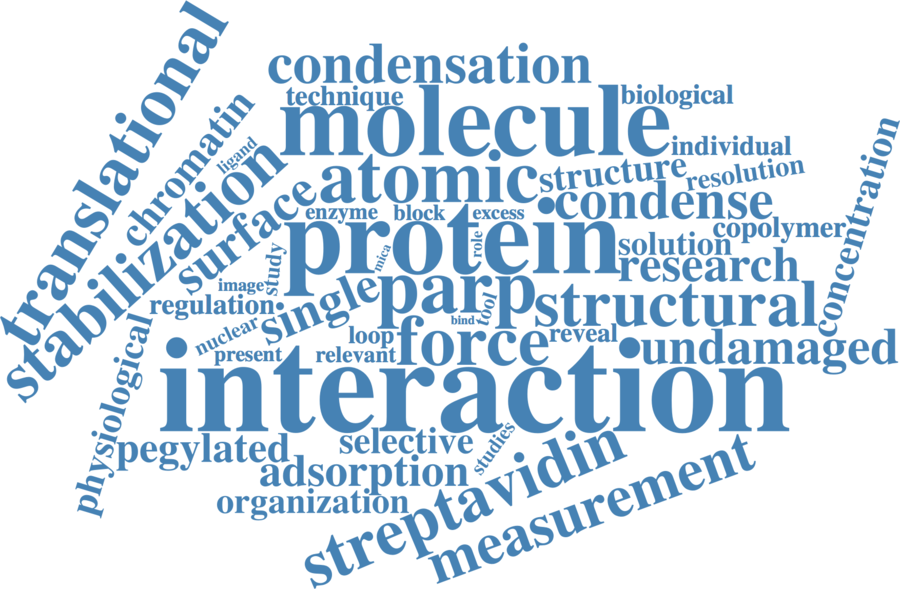 translational
condensation
technique
biological
molecule
chromatin
ligand
individual
atomic
structure
resolution
concentration
stabilization
surface
enzyme
block
excess
condense
copolymer
protein
role
mica
study
solution
research
image
regulation
single
parp
structural
bind
tool
nuclear
loop
force
reveal
present
relevant
undamaged
physiological
interaction
pegylated
selective
studies
adsorption
streptavidin
organization
measurement